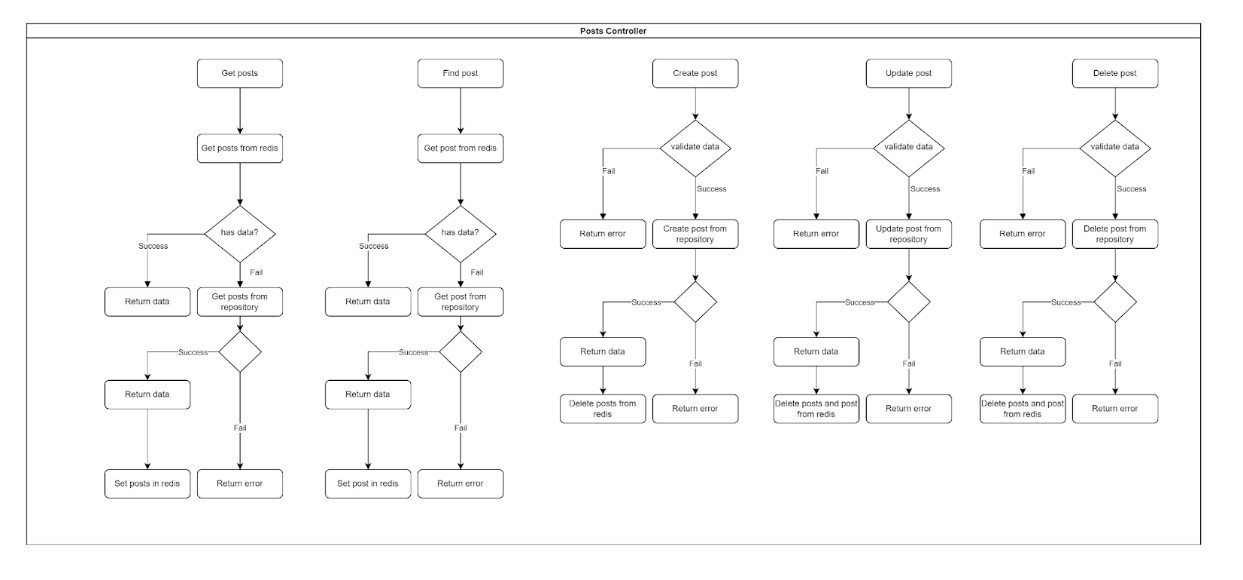 Posts Controller
Get posts
Find post
Create post
Update post
Delete post
Get posts from redis
Get post from redis
validate data
validate data
validate data
Fail
Fail
Fail
Success
Success
Success
has data?
has data?
Success
Success
Return error
Create post from
repository
Return error
Update post from
repository
Return error
Delete post from
repository
Fail
Fail
Return data
Get posts from
repository
Return data
Get post from
repository
Success
Success
Success
Success
Success
Return data
Return data
Return data
Fail
Fail
Fail
Return data
Return data
Delete posts from
redis
Return error
Delete posts and post
from redis
Return error
Delete posts and post
from redis
Return error
Fail
Fail
Set posts in redis
Return error
Set post in redis
Return error